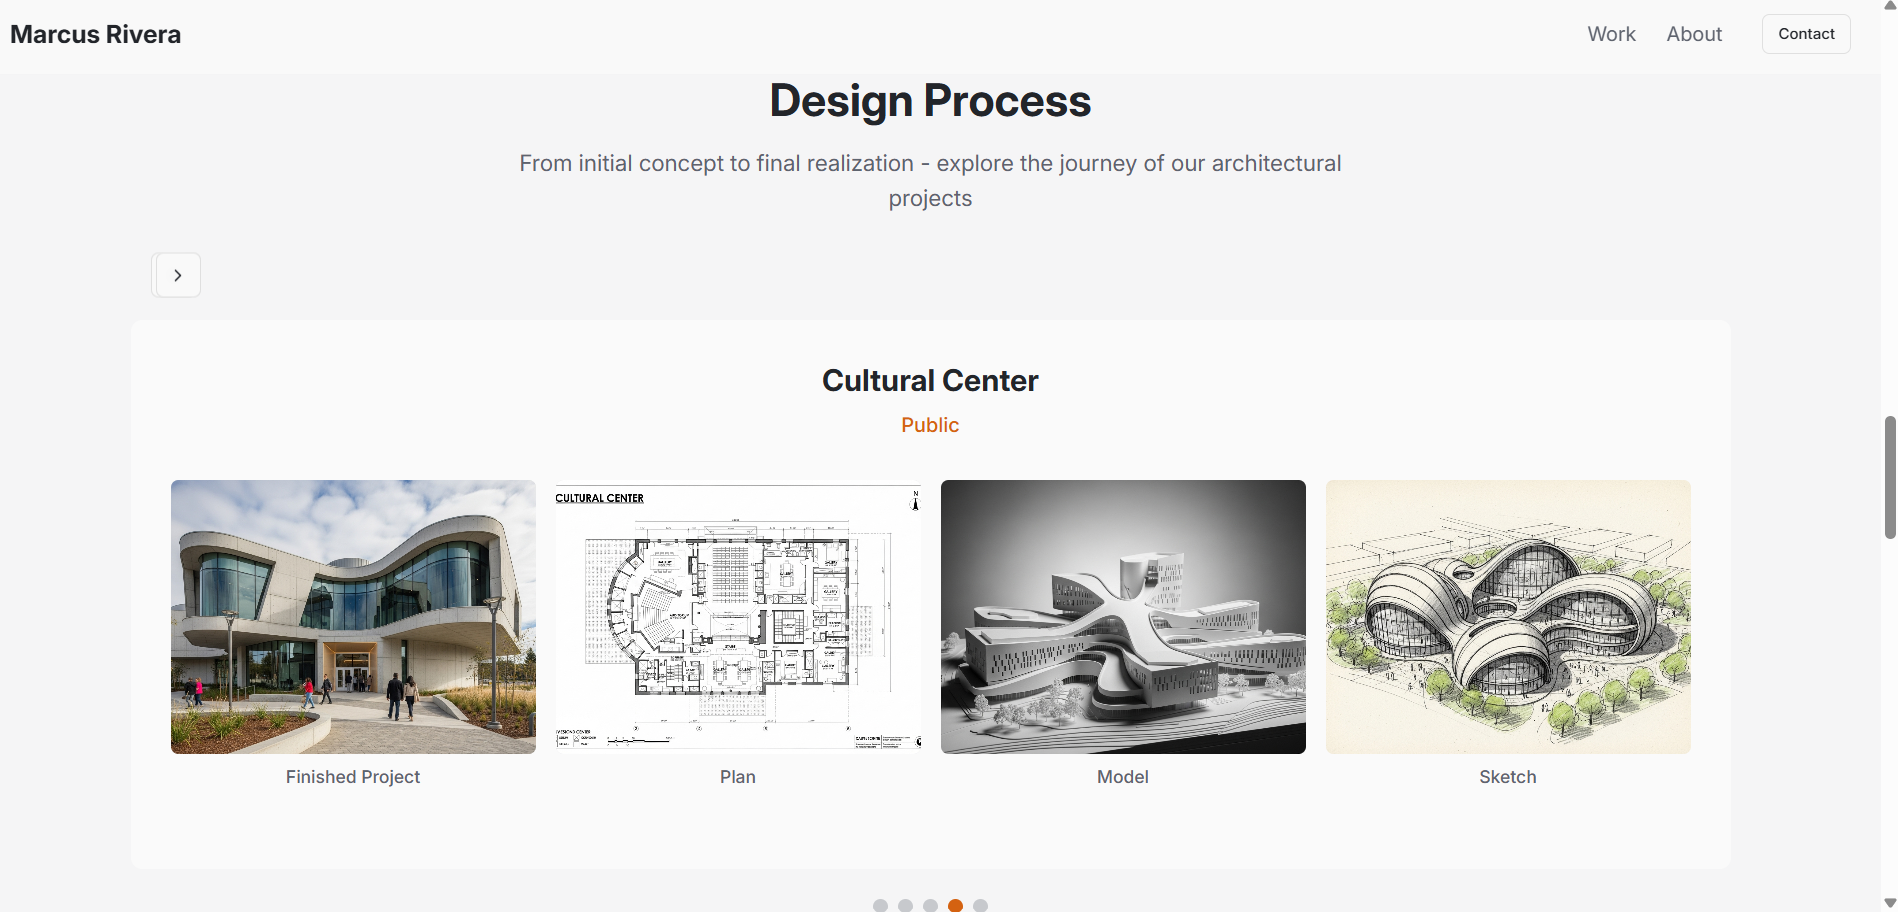 Marcus Rivera
Work
About
Contact
Design Process
From initial concept to final realization - explore the journey of our architectural
projects
Cultural Center
Public
CULTURAL CENTER
N
Finished Project
Plan
Model
Sketch